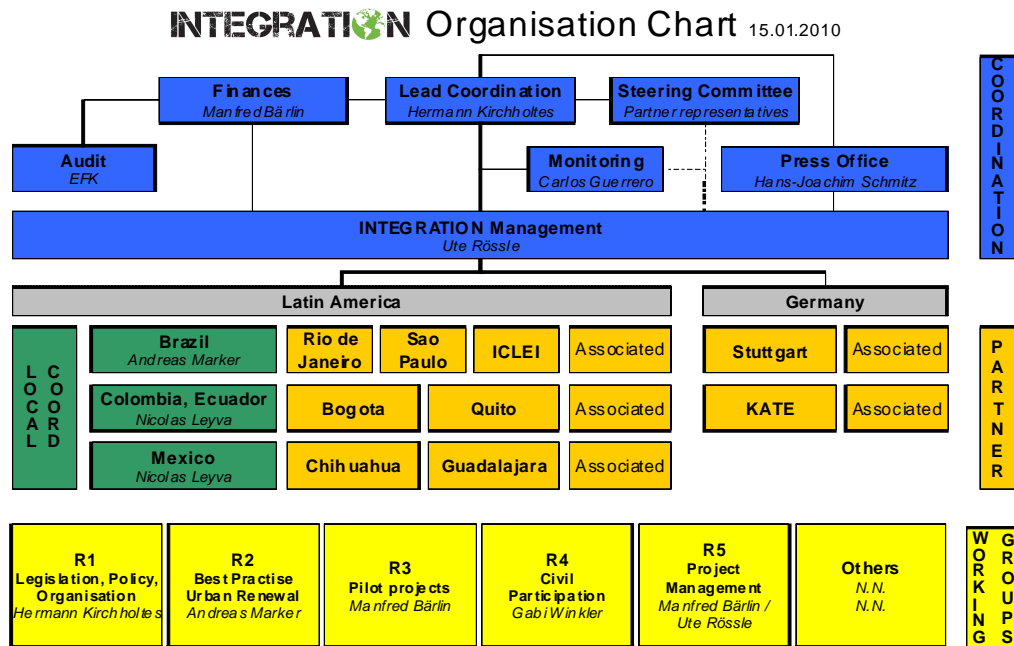 INTEGRATION Organisation Chart 15.01.2010
Finances
Manfred Bärlin
Lead Coordination
Hermann Kirchholtes
Steering Committee
Partner representatives
Audit
EFK
Monitoring
Carlos Guerrero
Press Office
Hans-Joachim Schmitz
INTEGRATION Management
Ute Rössle
COORDINATION
Latin America
Germany
LOCAL
COORD
Brazil
Andreas Marker
Rio de
Janeiro
Sao
Paulo
ICLEI
Associated
Stuttgart
Associated
Colombia, Ecuador
Nicolas Leyva
Bogota
Quito
Associated
KATE
Associated
Mexico
Nicolas Leyva
Chihuahua
Guadalajara
Associated
PARTNER
R1
Legislation, Policy,
Organisation
Hermann Kirchholtes
R2
Best Practise
Urban Renewal
Andreas Marker
R3
Pilot projects
Manfred Bärlin
R4
Civil
Participation
Gabi Winkler
R5
Project
Management
Manfred Bärlin /
Ute Rössle
Others
N.N.
N.N.
WORKING
GROUPS